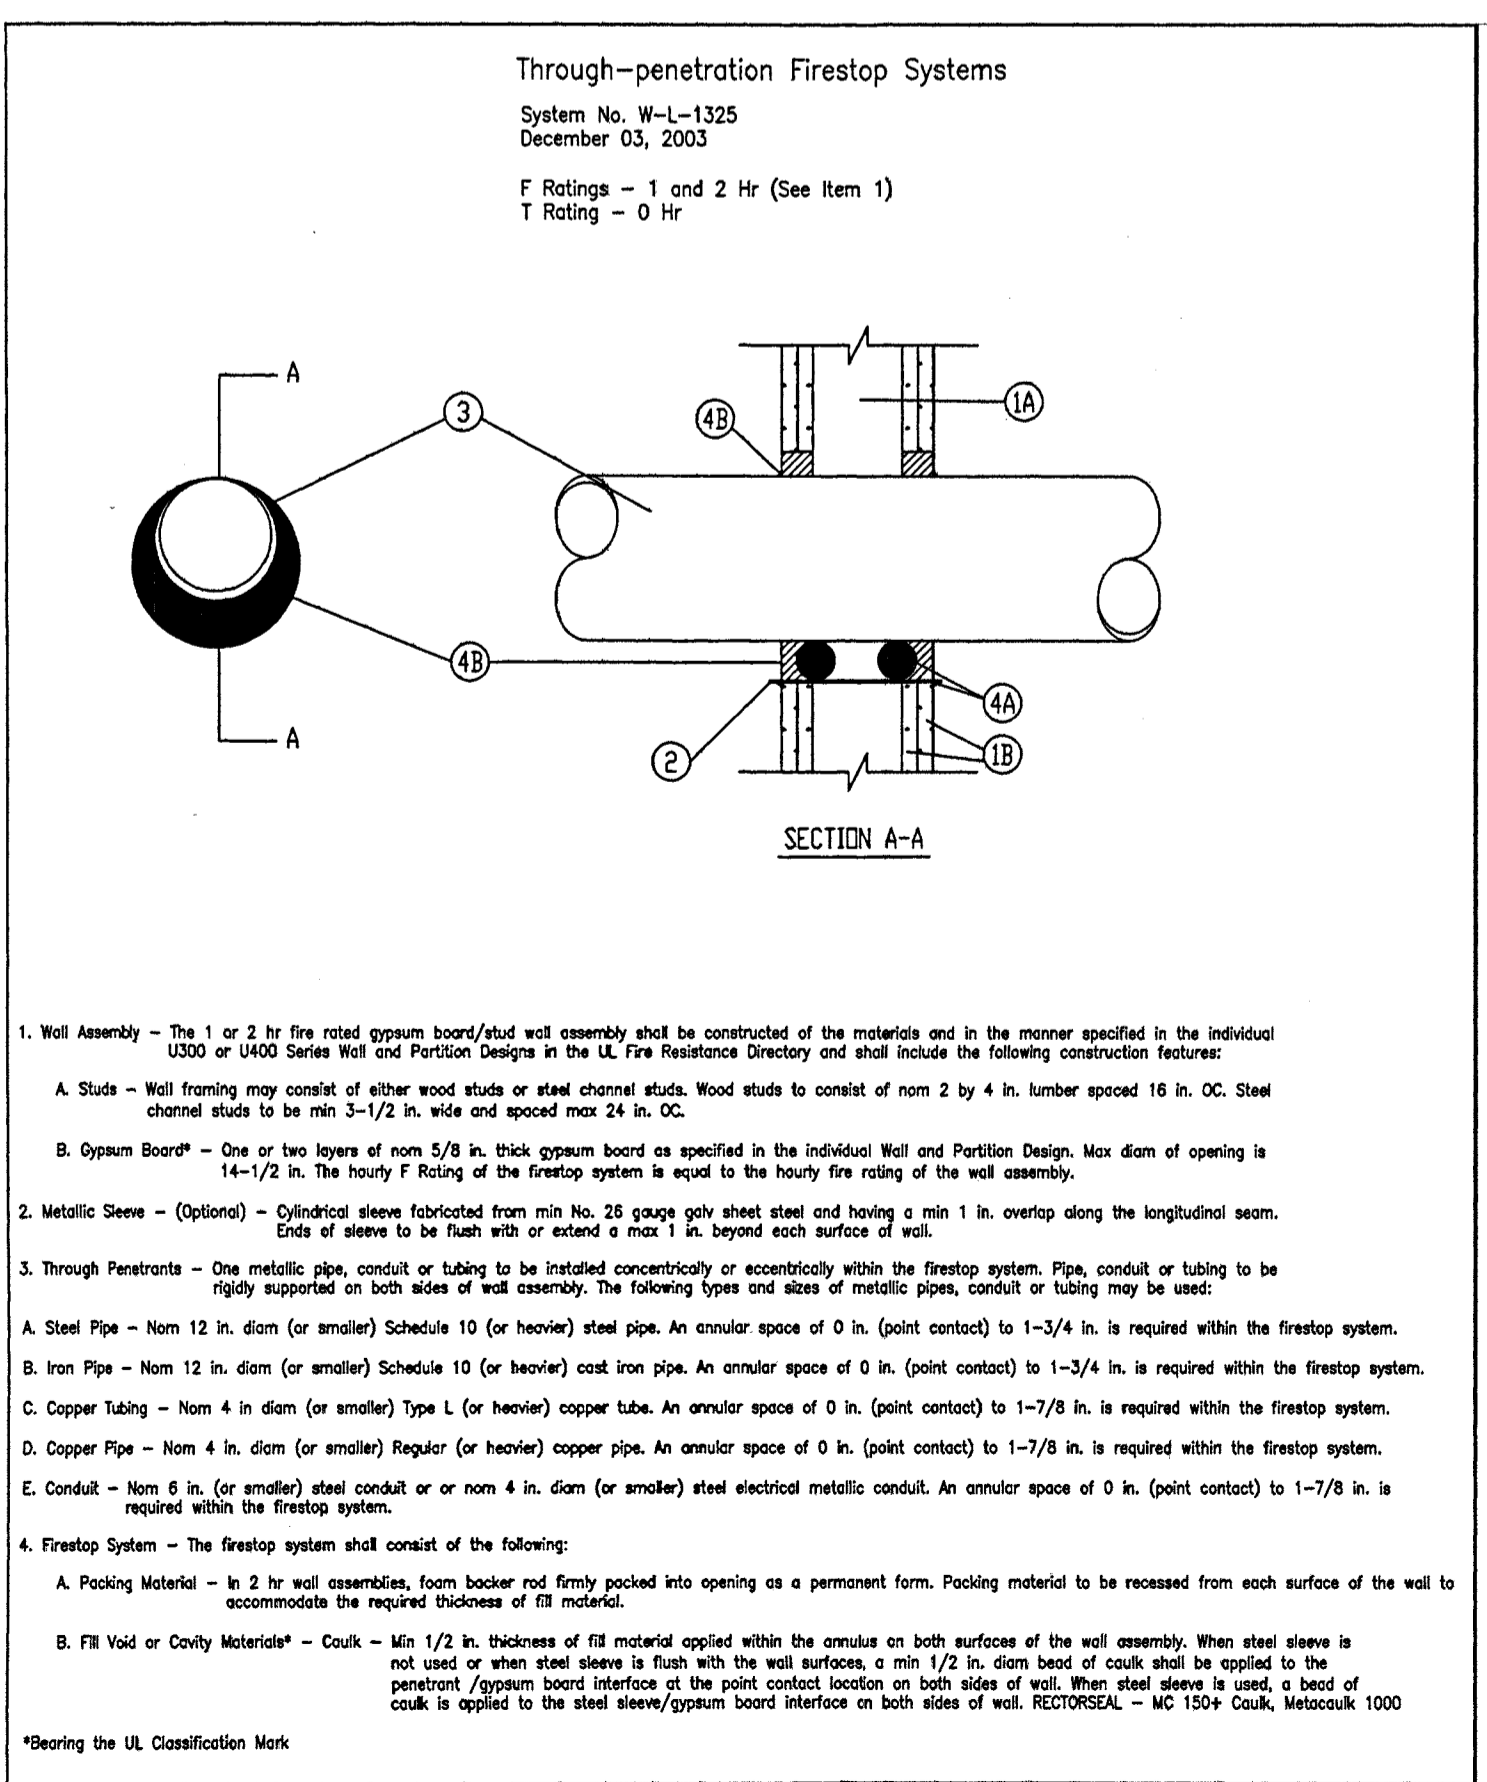 Through-penetration Firestop Systems
System No. W-L-1325
December 03, 2003
F Ratings - 1 and 2 Hr (See Item 1)
T Rating - 0 Hr
A
3
4B
1A
4B
4A
A
2
1B
SECTION A-A
1. Wall Assembly - The 1 or 2 hr fire rated gypsum board/stud wall assembly shall be constructed of the materials and in the manner specified in the individual
U300 or U400 Series Wall and Partition Designs in the UL Fire Resistance Directory and shall include the following construction features:
A. Studs - Wall framing may consist of either wood studs or steel channel studs. Wood studs to consist of nom 2 by 4 in. lumber spaced 16 in. OC. Steel
channel studs to be min 3-1/2 in. wide and spaced max 24 in. OC.
B. Gypsum Board* - One or two layers of nom 5/8 in. thick gypsum board as specified in the individual Wall and Partition Design. Max diam of opening is
14-1/2 in. The hourly F Rating of the firestop system is equal to the hourly fire rating of the wall assembly.
2. Metallic Sleeve - (Optional) - Cylindrical sleeve fabricated from min No. 26 gauge galv sheet steel and having a min 1 in. overlap along the longitudinal seam.
Ends of sleeve to be flush with or extend a max 1 in. beyond each surface of wall.
3. Through Penetrants - One metallic pipe, conduit or tubing to be installed concentrically or eccentrically within the firestop system. Pipe, conduit or tubing to be
rigidly supported on both sides of wall assembly. The following types and sizes of metallic pipes, conduit or tubing may be used:
A. Steel Pipe - Nom 12 in. diam (or smaller) Schedule 10 (or heavier) steel pipe. An annular space of 0 in. (point contact) to 1-3/4 in. is required within the firestop system.
B. Iron Pipe - Nom 12 in. diam (or smaller) Schedule 10 (or heavier) cast iron pipe. An annular space of 0 in. (point contact) to 1-3/4 in. is required within the firestop system.
C. Copper Tubing - Nom 4 in diam (or smaller) Type L (or heavier) copper tube. An annular space of 0 in. (point contact) to 1-7/8 in. is required within the firestop system.
D. Copper Pipe - Nom 4 in. diam (or smaller) Regular (or heavier) copper pipe. An annular space of 0 in. (point contact) to 1-7/8 in. is required within the firestop system.
E. Conduit - Nom 6 in. (or smaller) steel conduit or or nom 4 in. diam (or smaller) steel electrical metallic conduit. An annular space of 0 in. (point contact) to 1-7/8 in. is
required within the firestop system.
4. Firestop System - The firestop system shall consist of the following:
A. Packing Material - In 2 hr wall assemblies, foam backer rod firmly packed into opening as a permanent form. Packing material to be recessed from each surface of the wall to
accommodate the required thickness of fill material.
B. Fill Void or Cavity Materials* - Caulk - Min 1/2 in. thickness of fill material applied within the annulus on both surfaces of the wall assembly. When steel sleeve is
not used or when steel sleeve is flush with the wall surfaces, a min 1/2 in. diam bead of caulk shall be applied to the
penetrant /gypsum board interface at the point contact location on both sides of wall. When steel sleeve is used, a bead of
caulk is applied to the steel sleeve/gypsum board interface on both sides of wall. RECTORSEAL - MC 150+ Caulk, Metacaulk 1000
*Bearing the UL Classification Mark